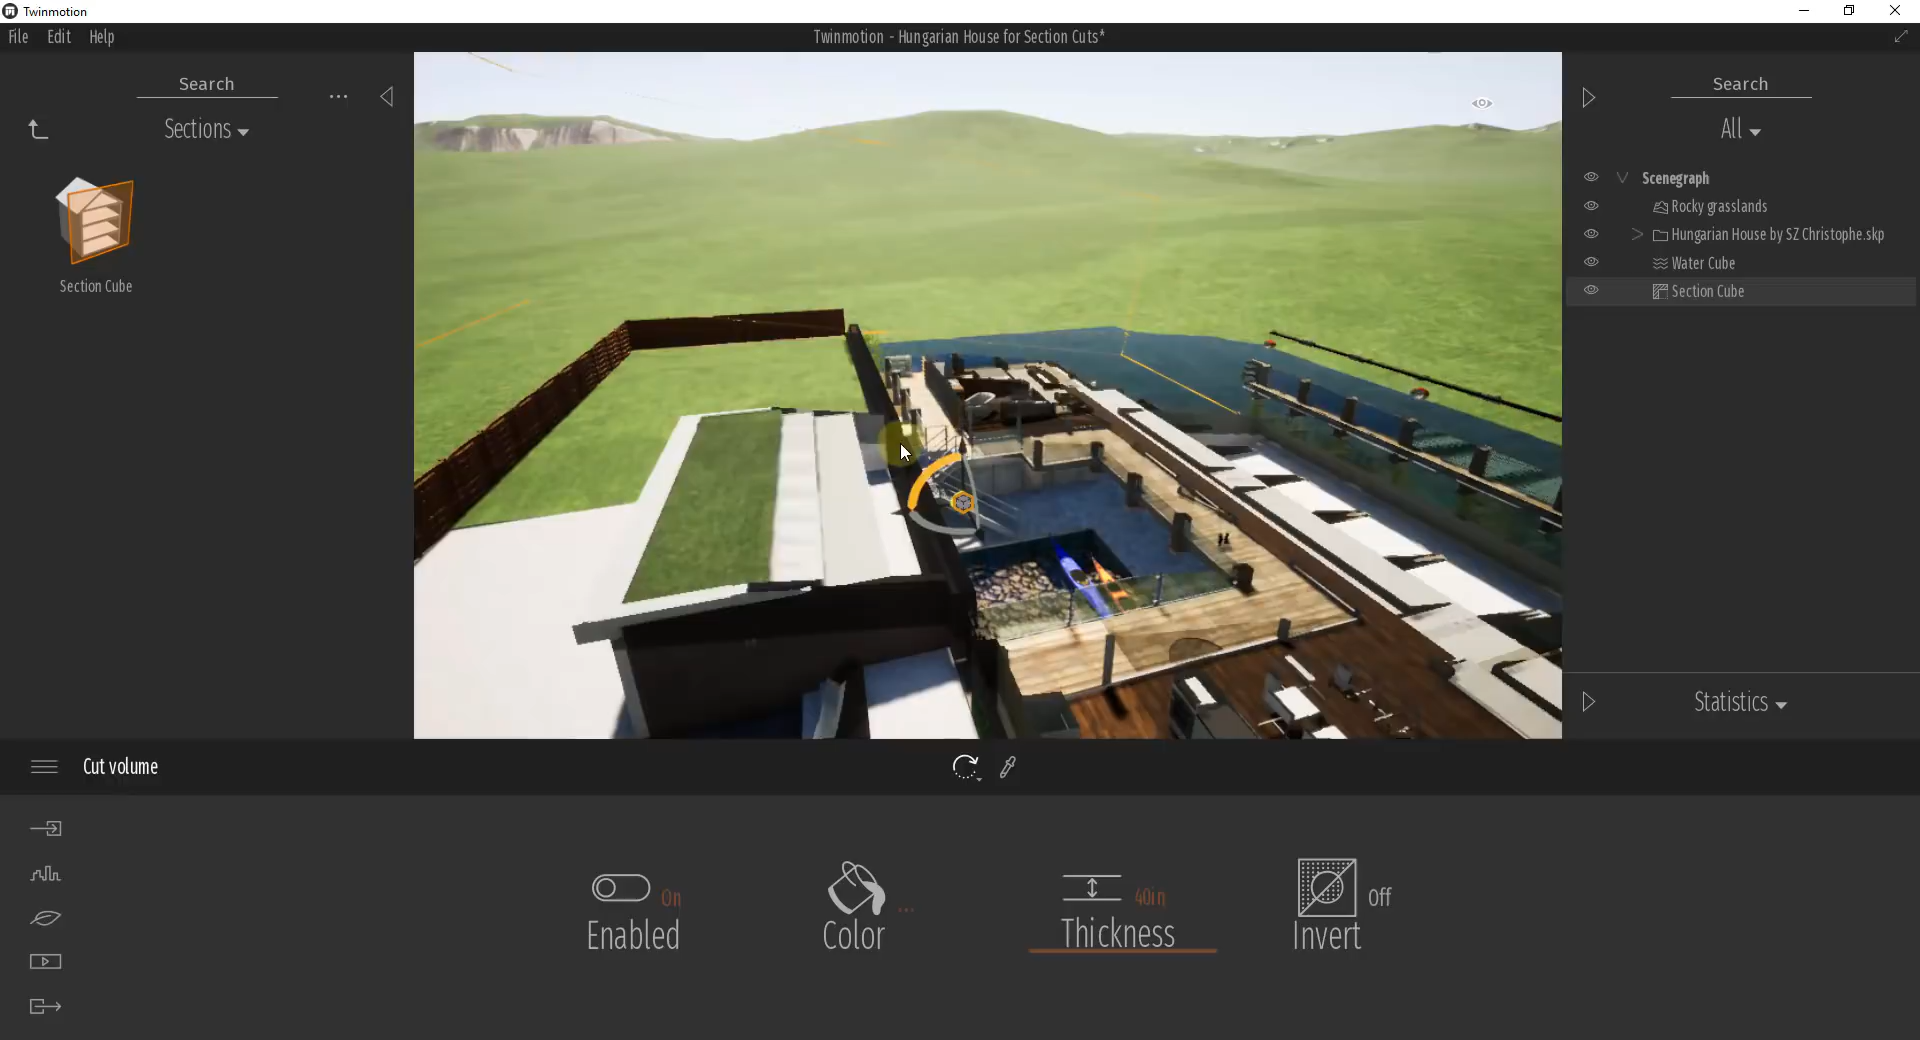 Twinmotion
File Edit Help
Twinmotion - Hungarian House for Section Cuts*
Search
...
Sections
Section Cube
Search
All
Scenegraph
Rocky grasslands
Hungarian House by SZ Christophe.skp
Water Cube
Section Cube
Statistics
Cut volume
On
Enabled
...
Color
40in
Thickness
Off
Invert